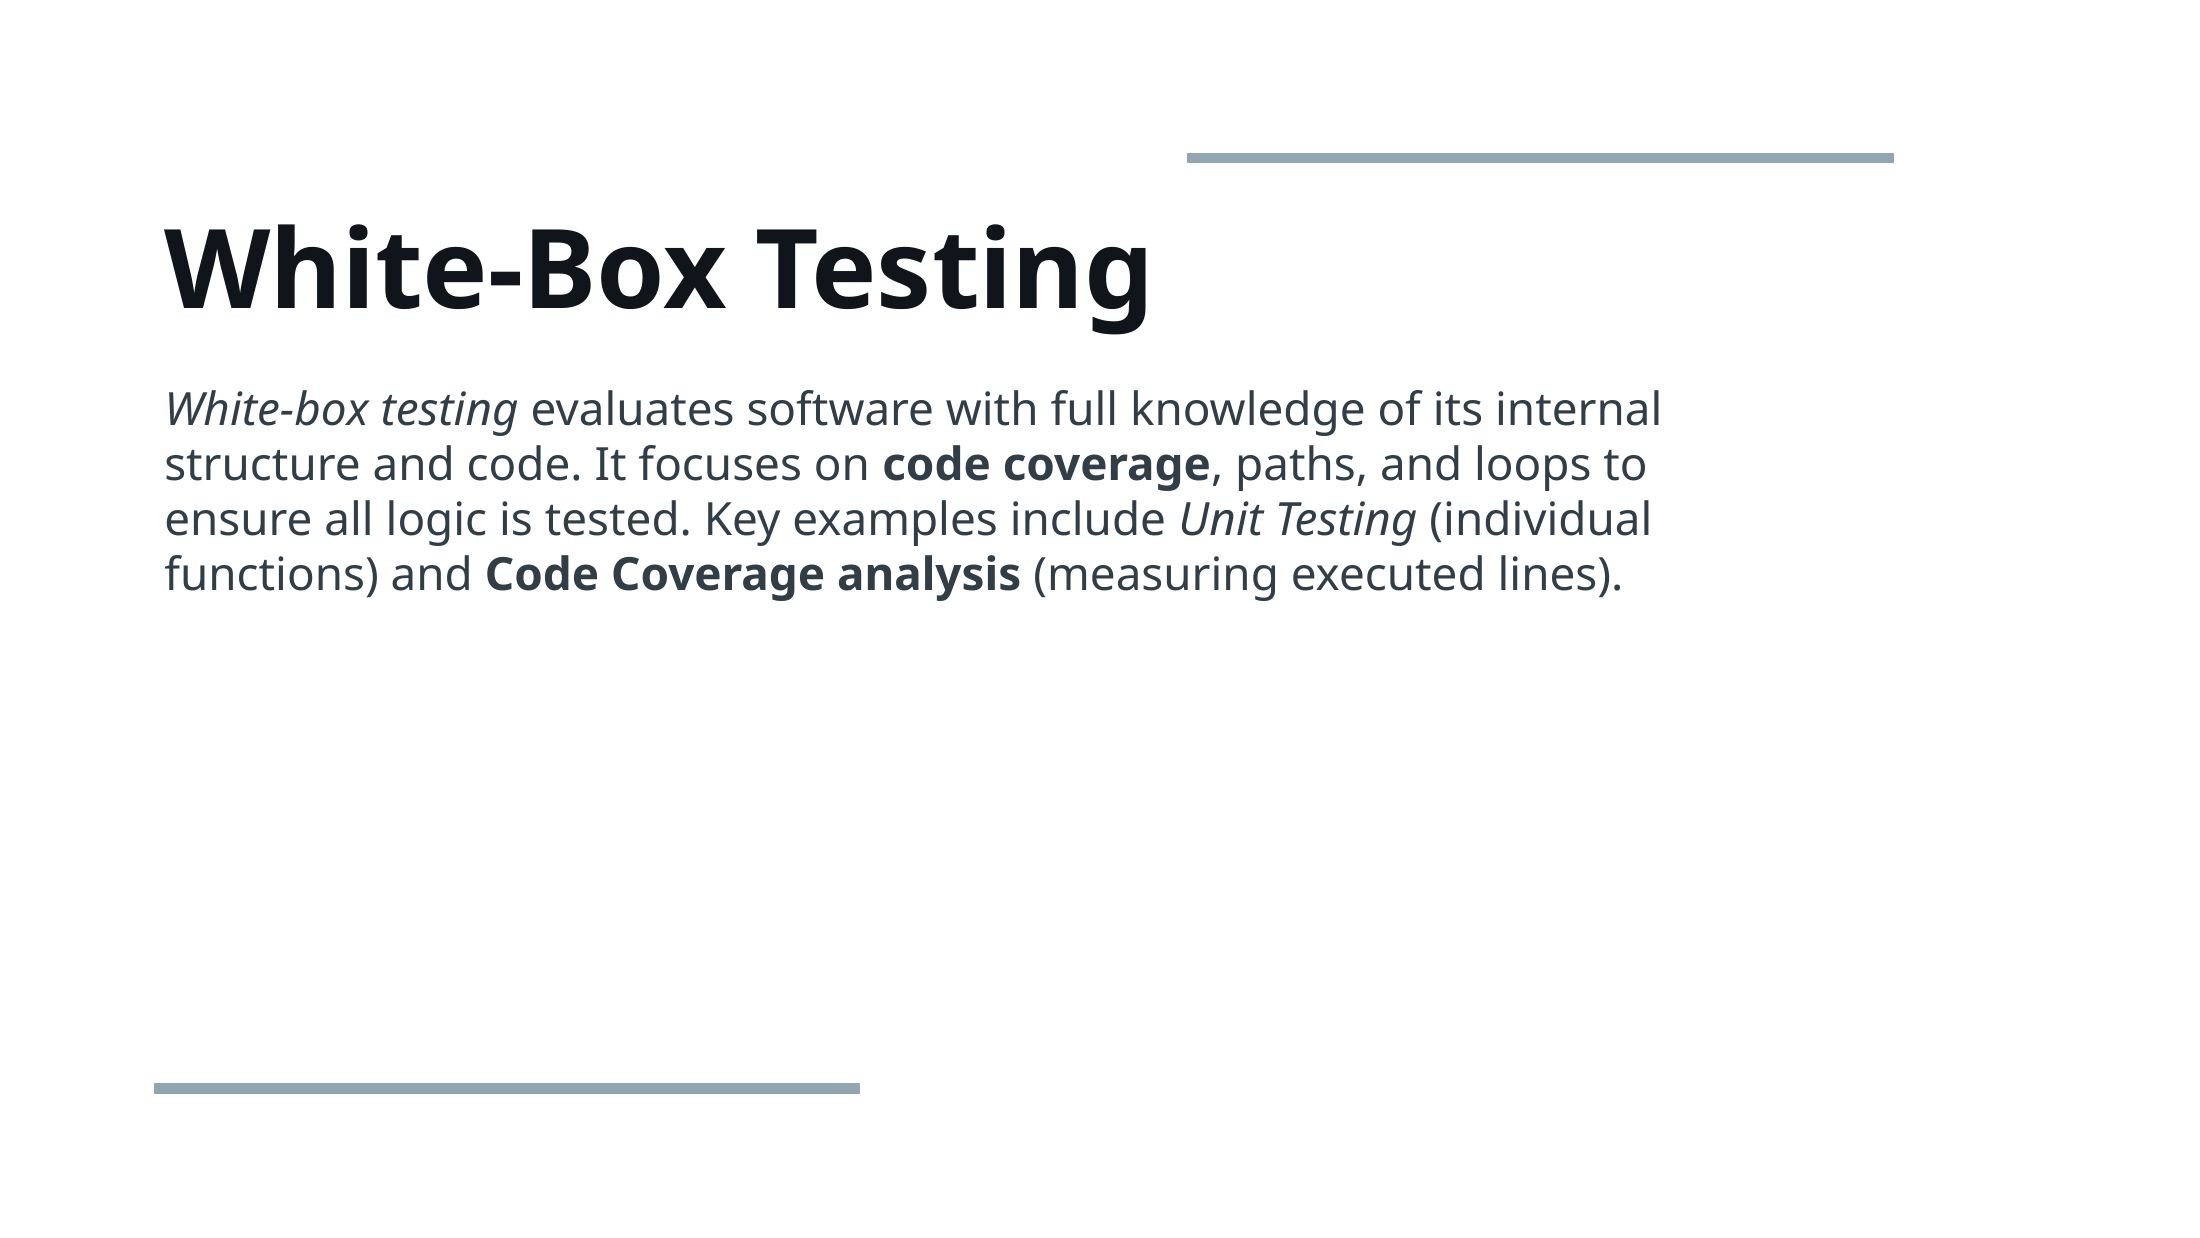 White-Box Testing
White-box testing evaluates software with full knowledge of its internal
structure and code. It focuses on code coverage, paths, and loops to
ensure all logic is tested. Key examples include Unit Testing (individual
functions) and Code Coverage analysis (measuring executed lines).